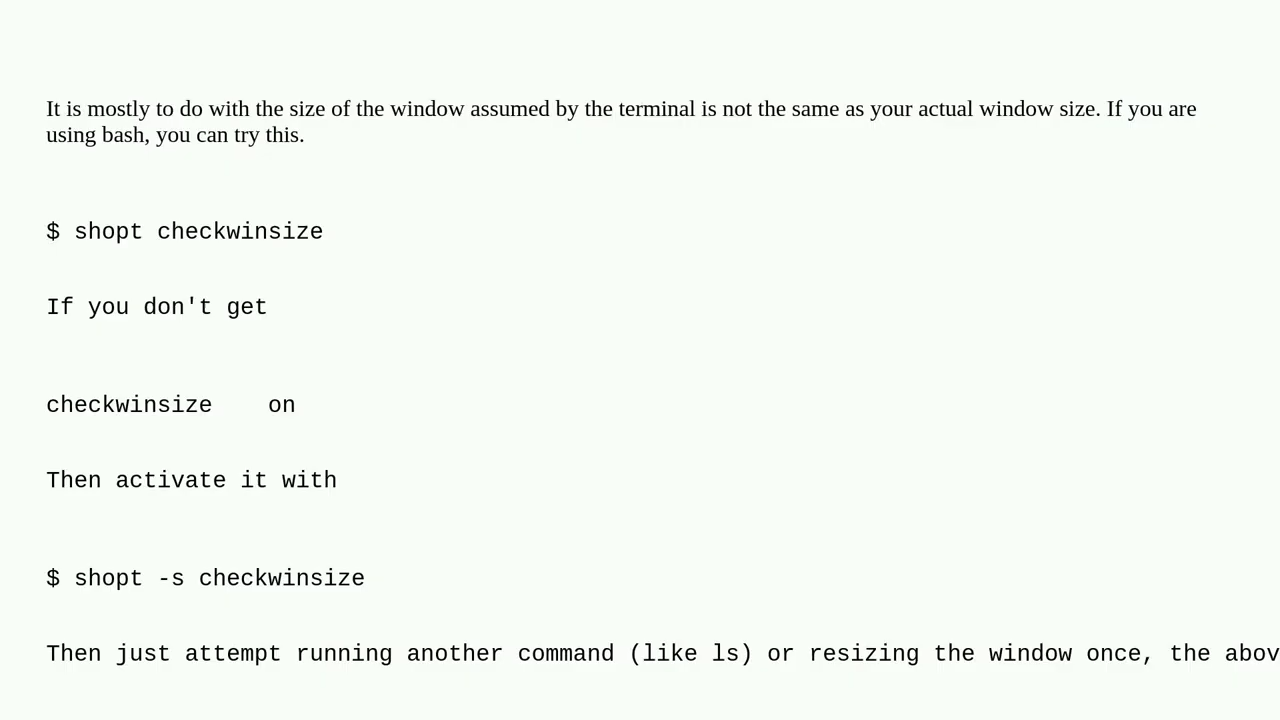 It is mostly to do with the size of the window assumed by the terminal is not the same as your actual window size. If you are
using bash, you can try this.
$ shopt checkwinsize
If you don't get
checkwinsize    on
Then activate it with
$ shopt -s checkwinsize
Then just attempt running another command (like ls) or resizing the window once, the